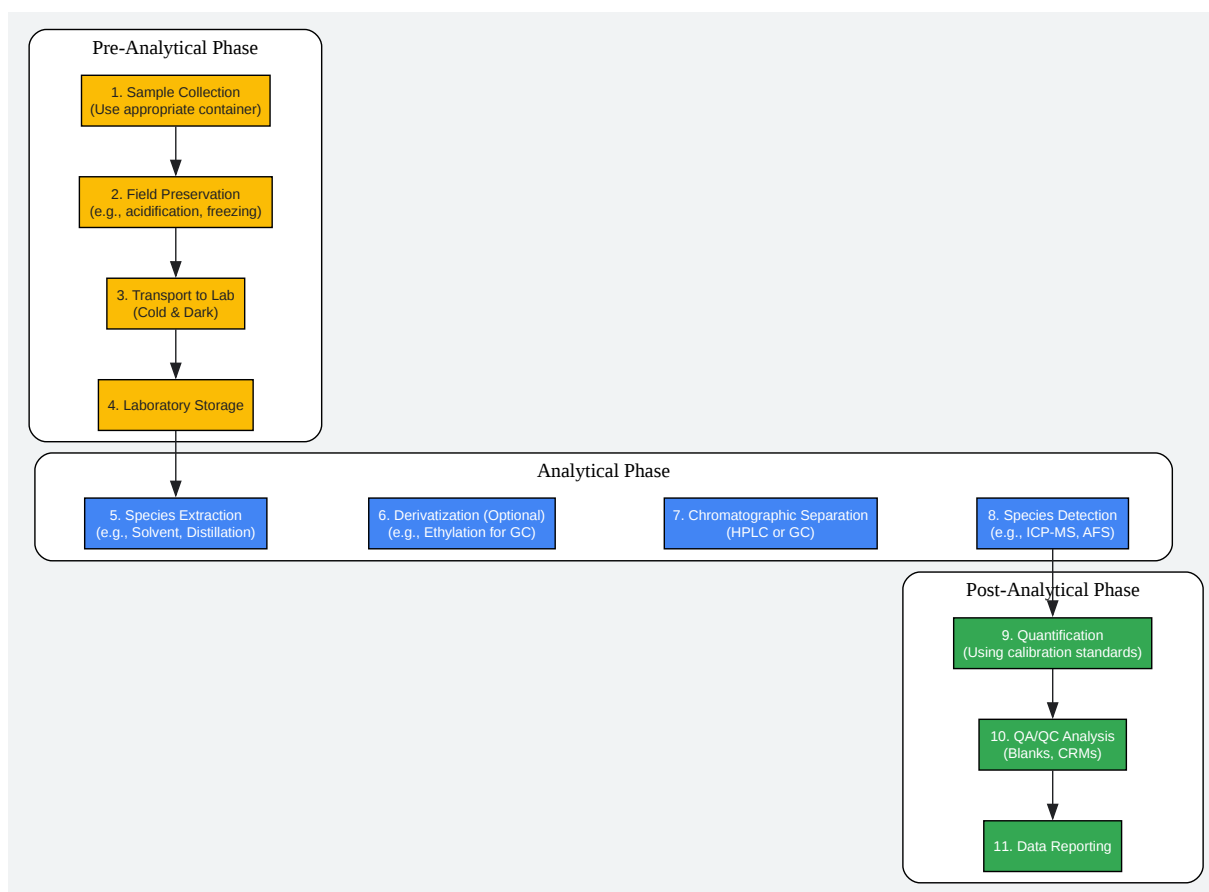 Pre-Analytical Phase
1. Sample Collection
(Use appropriate container)
2. Field Preservation
(e.g., acidification, freezing)
3. Transport to Lab
(Cold & Dark)
4. Laboratory Storage
Analytical Phase
5. Species Extraction
(e.g., Solvent, Distillation)
6. Derivatization (Optional)
(e.g., Ethylation for GC)
7. Chromatographic Separation
(HPLC or GC)
8. Species Detection
(e.g., ICP-MS, AFS)
Post-Analytical Phase
9. Quantification
(Using calibration standards)
10. QA/QC Analysis
(Blanks, CRMs)
11. Data Reporting